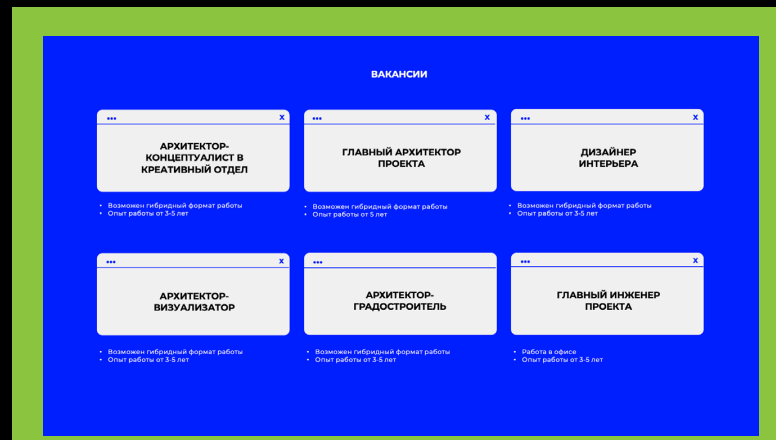 ВАКАНСИИ
... X
АРХИТЕКТОР-
КОНЦЕПТУАЛИСТ В
КРЕАТИВНЫЙ ОТДЕЛ
• Возможен гибридный формат работы
• Опыт работы от 3-5 лет
... X
ГЛАВНЫЙ АРХИТЕКТОР
ПРОЕКТА
• Возможен гибридный формат работы
• Опыт работы от 5 лет
... X
ДИЗАЙНЕР
ИНТЕРЬЕРА
• Возможен гибридный формат работы
• Опыт работы от 3-5 лет
... X
АРХИТЕКТОР-
ВИЗУАЛИЗАТОР
• Возможен гибридный формат работы
• Опыт работы от 3-5 лет
...
АРХИТЕКТОР-
ГРАДОСТРОИТЕЛЬ
• Возможен гибридный формат работы
• Опыт работы от 3-5 лет
... X
ГЛАВНЫЙ ИНЖЕНЕР
ПРОЕКТА
• Работа в офисе
• Опыт работы от 3-5 лет